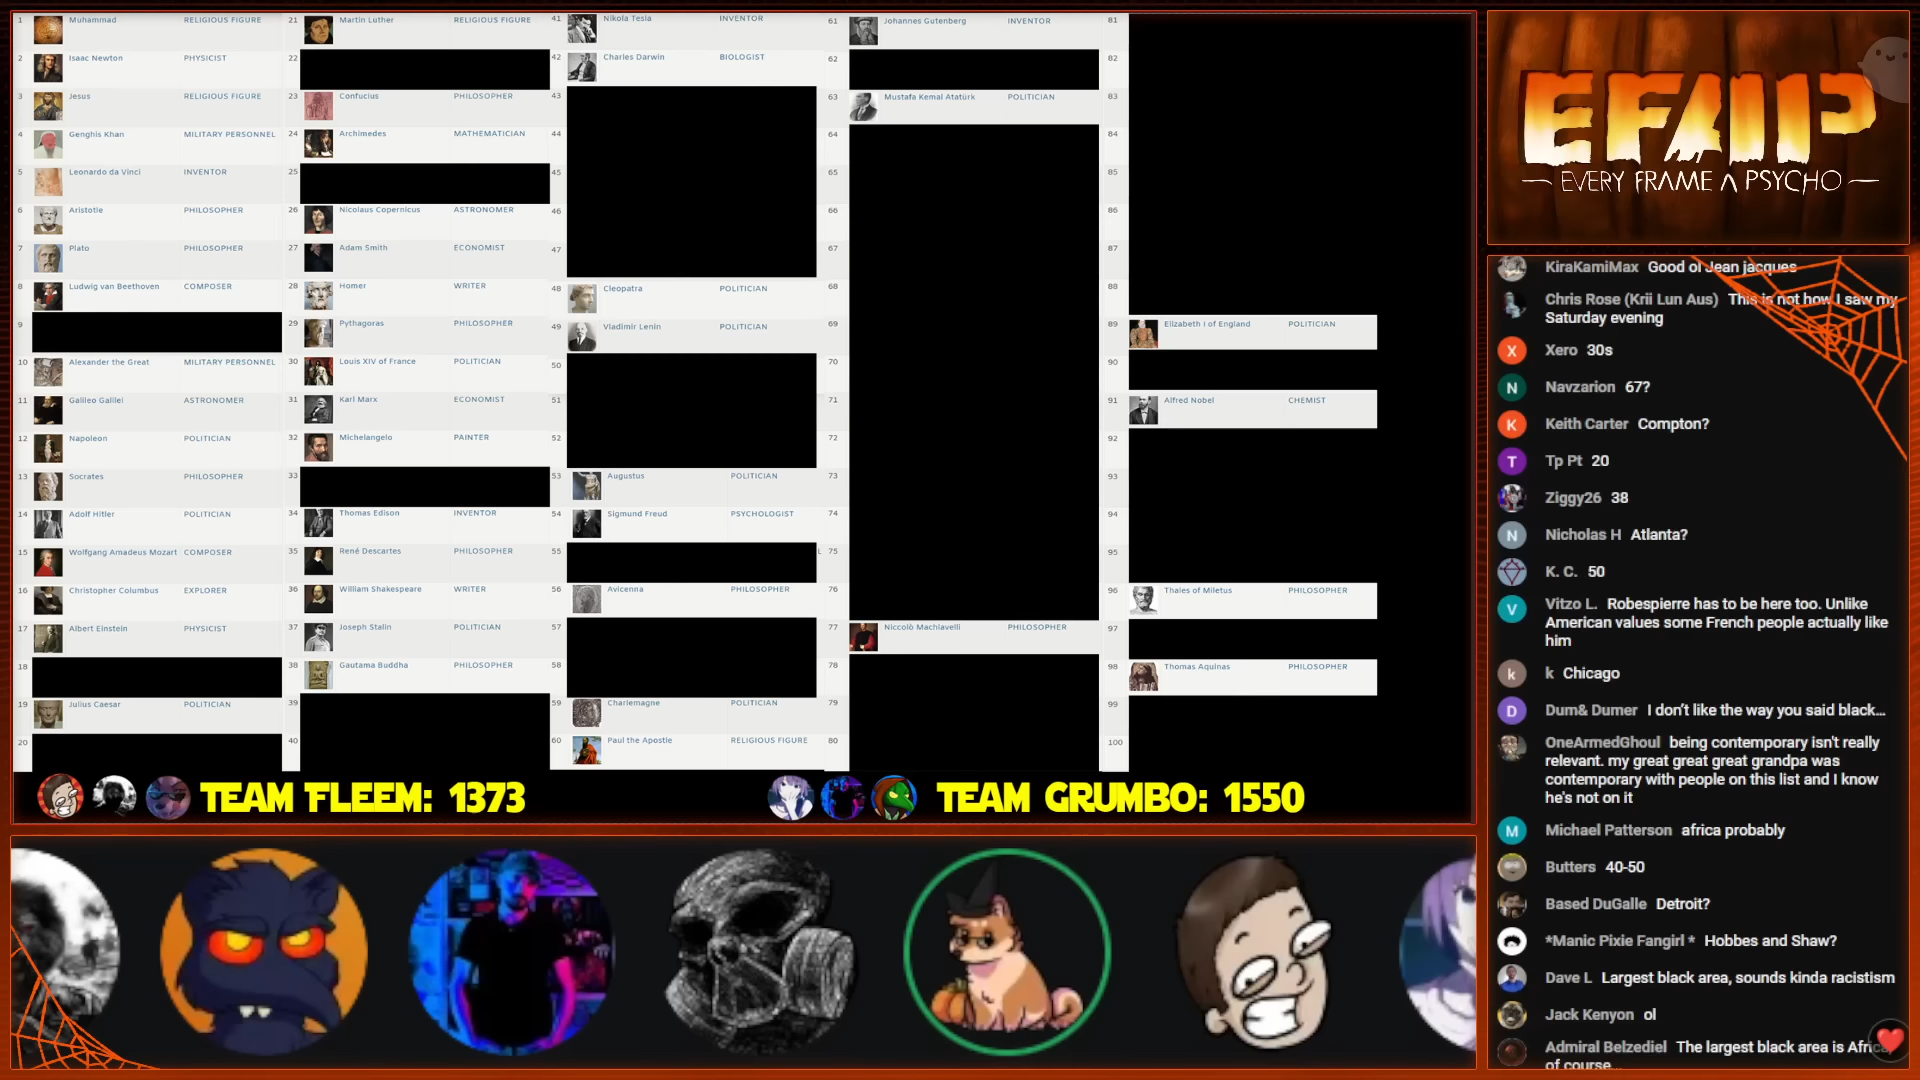 1 Muhammad RELIGIOUS FIGURE
2 Isaac Newton PHYSICIST
3 Jesus RELIGIOUS FIGURE
4 Genghis Khan MILITARY PERSONNEL
5 Leonardo da Vinci INVENTOR
6 Aristotle PHILOSOPHER
7 Plato PHILOSOPHER
8 Ludwig van Beethoven COMPOSER
9
10 Alexander the Great MILITARY PERSONNEL
11 Galileo Galilei ASTRONOMER
12 Napoleon POLITICIAN
13 Socrates PHILOSOPHER
14 Adolf Hitler POLITICIAN
15 Wolfgang Amadeus Mozart COMPOSER
16 Christopher Columbus EXPLORER
17 Albert Einstein PHYSICIST
18
19 Julius Caesar POLITICIAN
20
21 Martin Luther RELIGIOUS FIGURE
22
23 Confucius PHILOSOPHER
24 Archimedes MATHEMATICIAN
25
26 Nicolaus Copernicus ASTRONOMER
27 Adam Smith ECONOMIST
28 Homer WRITER
29 Pythagoras PHILOSOPHER
30 Louis XIV of France POLITICIAN
31 Karl Marx ECONOMIST
32 Michelangelo PAINTER
33
34 Thomas Edison INVENTOR
35 René Descartes PHILOSOPHER
36 William Shakespeare WRITER
37 Joseph Stalin POLITICIAN
38 Gautama Buddha PHILOSOPHER
39
40
41 Nikola Tesla INVENTOR
42 Charles Darwin BIOLOGIST
43
44
45
46
47
48 Cleopatra POLITICIAN
49 Vladimir Lenin POLITICIAN
50
51
52
53 Augustus POLITICIAN
54 Sigmund Freud PSYCHOLOGIST
55
56 Avicenna PHILOSOPHER
57
58
59 Charlemagne POLITICIAN
60 Paul the Apostle RELIGIOUS FIGURE
61 Johannes Gutenberg INVENTOR
62
63 Mustafa Kemal Atatürk POLITICIAN
64
65
66
67
68
69
70
71
72
73
74
L 75
76
77 Niccolò Machiavelli PHILOSOPHER
78
79
80
81
82
83
84
85
86
87
88
89 Elizabeth I of England POLITICIAN
90
91 Alfred Nobel CHEMIST
92
93
94
95
96 Thales of Miletus PHILOSOPHER
97
98 Thomas Aquinas PHILOSOPHER
99
100
TEAM FLEEM: 1373
TEAM GRUMBO: 1550
EFAP
EVERY FRAME A PSYCHO
KiraKamiMax Good ol Jean jacques
Chris Rose (Krii Lun Aus) This is not how I saw my
Saturday evening
Xero 30s
Navzarion 67?
Keith Carter Compton?
Tp Pt 20
Ziggy26 38
Nicholas H Atlanta?
K. C. 50
Vitzo L. Robespierre has to be here too. Unlike
American values some French people actually like
him
k Chicago
Dum& Dumer I don't like the way you said black...
OneArmedGhoul being contemporary isn't really
relevant. my great great great grandpa was
contemporary with people on this list and I know
he's not on it
Michael Patterson africa probably
Butters 40-50
Based DuGalle Detroit?
*Manic Pixie Fangirl * Hobbes and Shaw?
Dave L Largest black area, sounds kinda racistism
Jack Kenyon ol
Admiral Belzediel The largest black area is Africa
of course...
X
N
K
T
N
V
k
D
M